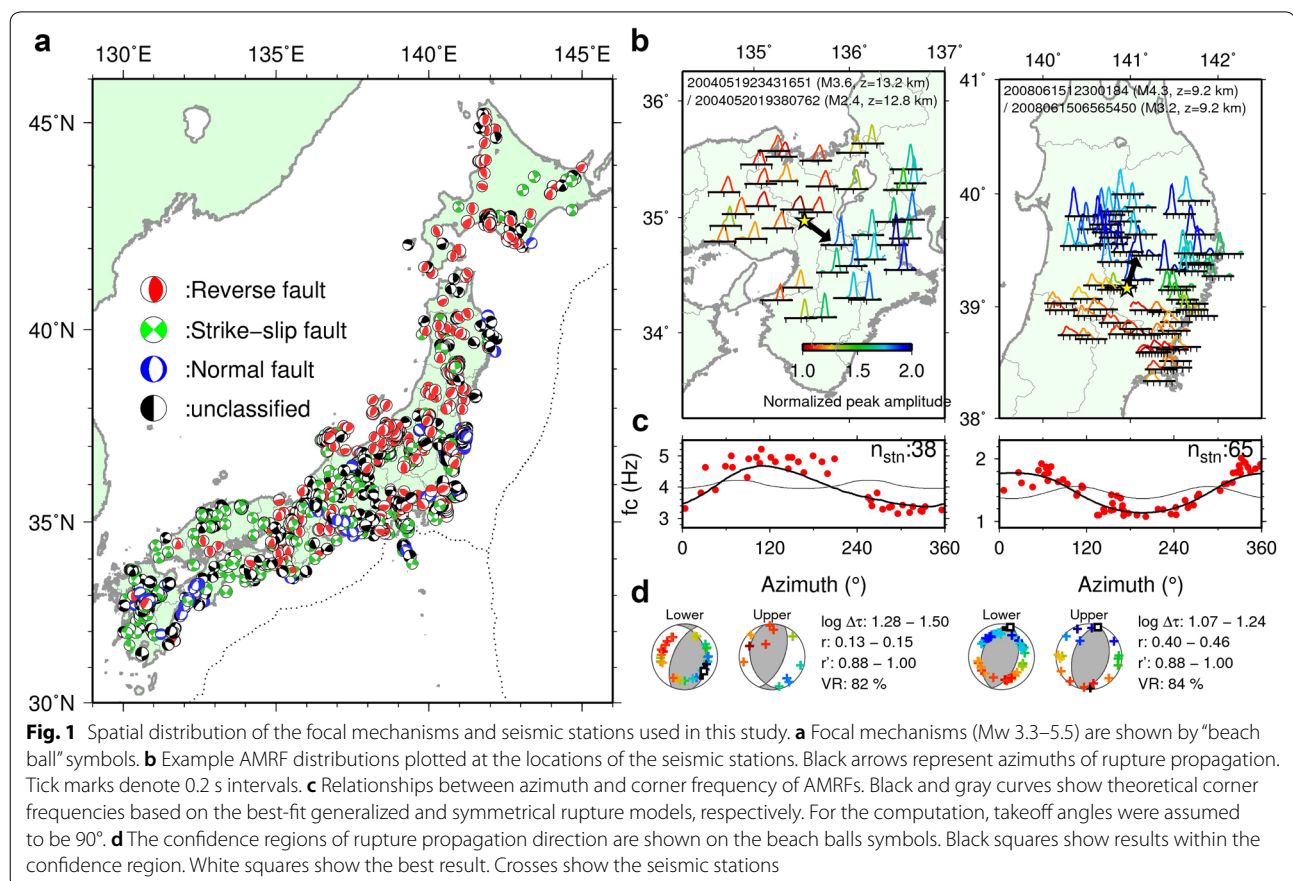 a
130˚E
135˚E
140˚E
145˚E
45˚N
40˚N
35˚N
30˚N
:Reverse fault
:Strike−slip fault
:Normal fault
:unclassified
b
135˚
136˚
137˚
36˚
35˚
34˚
2004051923431651 (M3.6, z=13.2 km)
/ 2004052019380762 (M2.4, z=12.8 km)
1.0
1.5
2.0
Normalized peak amplitude
140˚
141˚
142˚
41˚
40˚
39˚
38˚
2008061512300184 (M4.3, z=9.2 km)
/ 2008061506565450 (M3.2, z=9.2 km)
c
fc (Hz)
5
4
3
nstn:38
0
120
240
360
Azimuth (°)
2
1
nstn:65
0
120
240
360
Azimuth (°)
d
Lower
Upper
log Δτ: 1.28 − 1.50
r: 0.13 − 0.15
r': 0.88 − 1.00
VR: 82 %
Lower
Upper
log Δτ: 1.07 − 1.24
r: 0.40 − 0.46
r': 0.88 − 1.00
VR: 84 %
Fig. 1 Spatial distribution of the focal mechanisms and seismic stations used in this study. a Focal mechanisms (Mw 3.3–5.5) are shown by “beach
ball” symbols. b Example AMRF distributions plotted at the locations of the seismic stations. Black arrows represent azimuths of rupture propagation.
Tick marks denote 0.2 s intervals. c Relationships between azimuth and corner frequency of AMRFs. Black and gray curves show theoretical corner
frequencies based on the best-fit generalized and symmetrical rupture models, respectively. For the computation, takeoff angles were assumed
to be 90°. d The confidence regions of rupture propagation direction are shown on the beach balls symbols. Black squares show results within the
confidence region. White squares show the best result. Crosses show the seismic stations